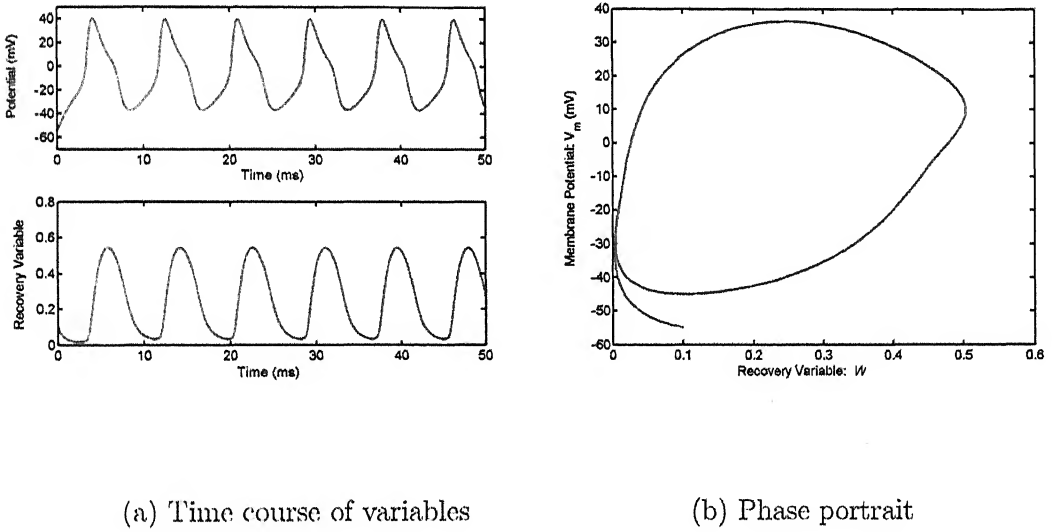 40
20
0
-20
-40
-60
Potential (mV)
0 10 20 30 40 50
Time (ms)
0.8
0.6
0.4
0.2
0
Recovery Variable
0 10 20 30 40 50
Time (ms)
40
30
20
10
0
-10
-20
-30
-40
-50
-60
Membrane Potential: Vm (mV)
0 0.1 0.2 0.3 0.4 0.5 0.6
Recovery Variable: W
(a) Time course of variables
(b) Phase portrait